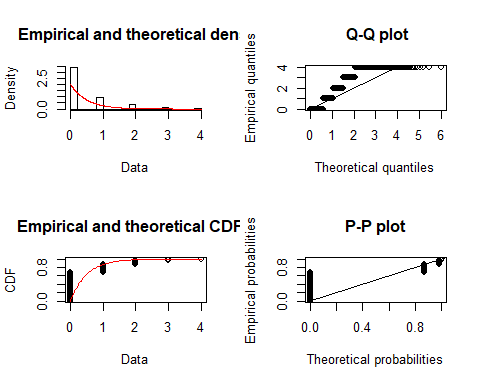 Empirical and theoretical den
Density
0.0 2.5
0 1 2 3 4
Data
Q-Q plot
Empirical quantiles
0 2 4
0 1 2 3 4 5 6
Theoretical quantiles
Empirical and theoretical CDF
CDF
0.0 0.8
0 1 2 3 4
Data
P-P plot
Empirical probabilities
0.0 0.8
0.0 0.4 0.8
Theoretical probabilities